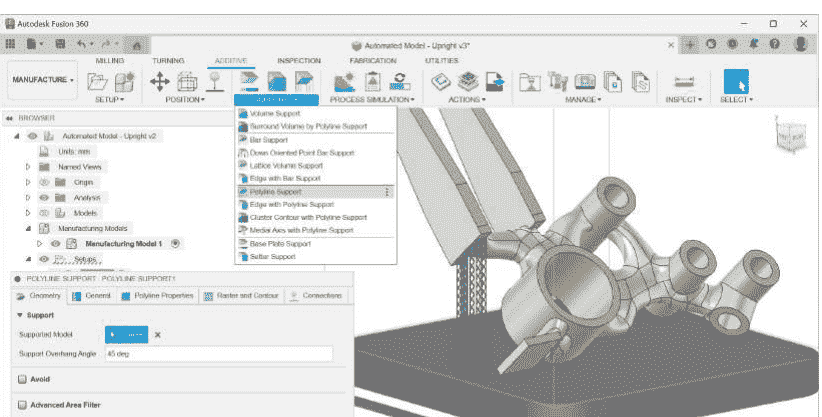 Autodesk Fusion 360
Automated Model - Upright v3*
MILLING TURNING ADDITIVE INSPECTION FABRICATION UTILITIES
MANUFACTURE
SETUP POSITION PROCESS SIMULATION ACTIONS MANAGE INSPECT SELECT
BROWSER
Automated Model - Upright v2
Units: mm
Named Views
Origin
Analysis
Models
Manufacturing Models
Manufacturing Model 1
Setups
Volume Support
Surround Volume by Polyline Support
Bar Support
Down Oriented Point Bar Support
Lattice Volume Support
Edge with Bar Support
Polyline Support
Edge with Polyline Support
Cluster Contour with Polyline Support
Medial Axis with Polyline Support
Base Plate Support
Setter Support
POLYLINE SUPPORT : POLYLINE SUPPORT1
Geometry General Polyline Properties Raster and Contour Connections
Support
Supported Model
Support Overhang Angle 45 deg
Avoid
Advanced Area Filter